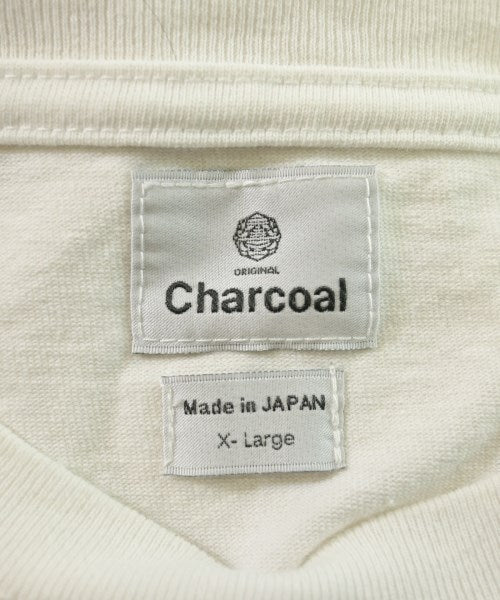 ORIGINAL
Charcoal
Made in JAPAN
X- Large